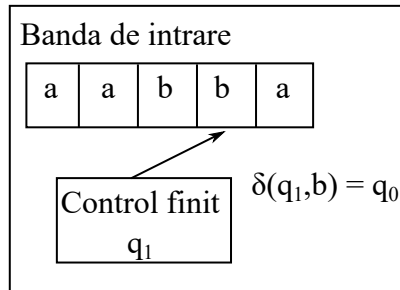 Banda de intrare
a a b b a
δ(q₁,b) = q₀
Control finit
q₁